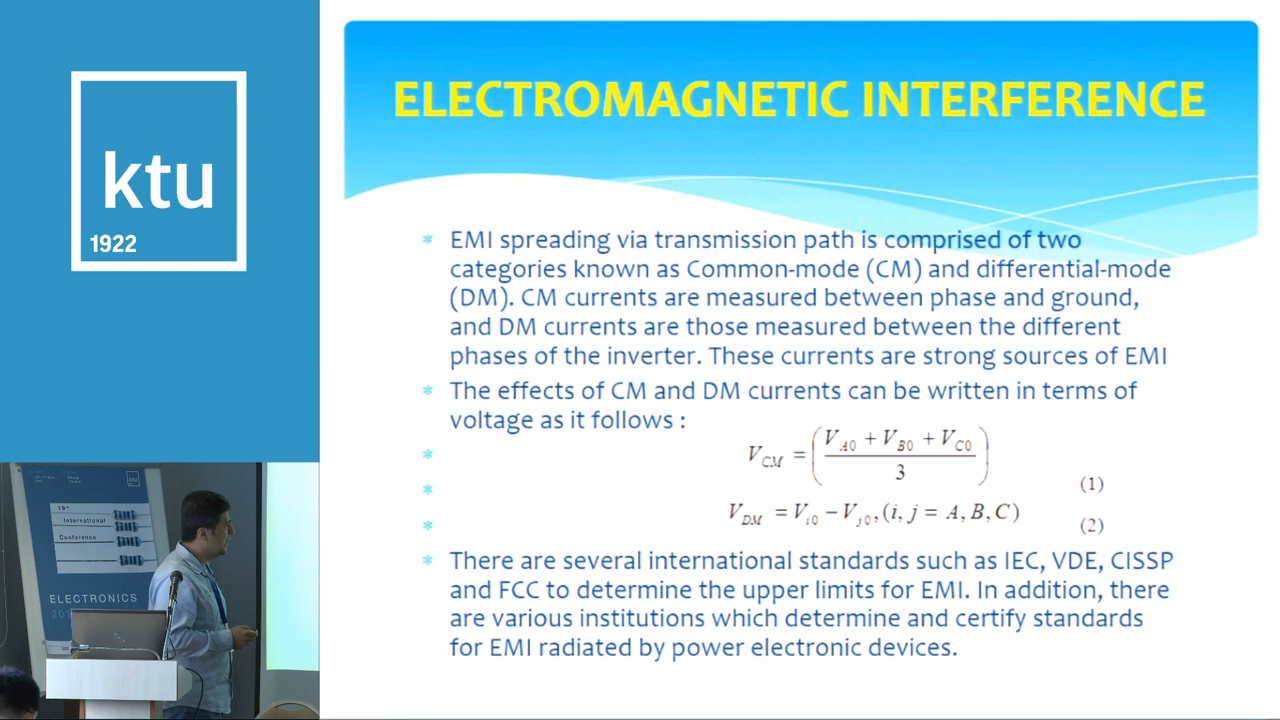 ktu
1922
ELECTROMAGNETIC INTERFERENCE
* EMI spreading via transmission path is comprised of two
categories known as Common-mode (CM) and differential-mode
(DM). CM currents are measured between phase and ground,
and DM currents are those measured between the different
phases of the inverter. These currents are strong sources of EMI
* The effects of CM and DM currents can be written in terms of
voltage as it follows :
* V_CM = ( (V_A0 + V_B0 + V_C0) / 3 )
* (1)
* V_DM = V_i0 − V_j0, (i, j = A, B, C) (2)
* There are several international standards such as IEC, VDE, CISSP
and FCC to determine the upper limits for EMI. In addition, there
are various institutions which determine and certify standards
for EMI radiated by power electronic devices.
ktu
19th
International
Conference
ELECTRONICS